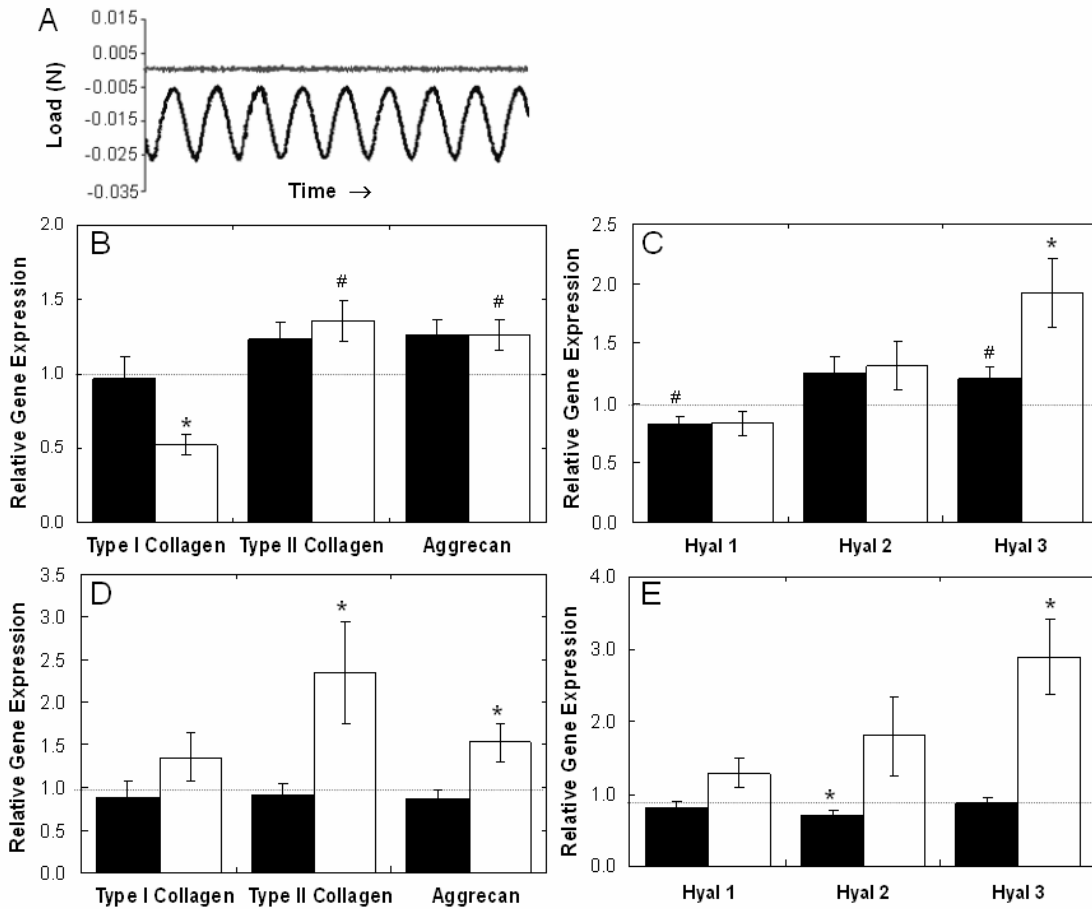 A
0.015
0.005
-0.005
-0.015
-0.025
-0.035
Load (N)
Time →
B
2.0
1.5
1.0
0.5
0.0
Relative Gene Expression
*
#
#
Type I Collagen
Type II Collagen
Aggrecan
C
2.5
2.0
1.5
1.0
0.5
0.0
Relative Gene Expression
#
#
*
Hyal 1
Hyal 2
Hyal 3
D
3.5
3.0
2.5
2.0
1.5
1.0
0.5
0.0
Relative Gene Expression
*
*
Type I Collagen
Type II Collagen
Aggrecan
E
4.0
3.0
2.0
1.0
0.0
Relative Gene Expression
*
*
Hyal 1
Hyal 2
Hyal 3